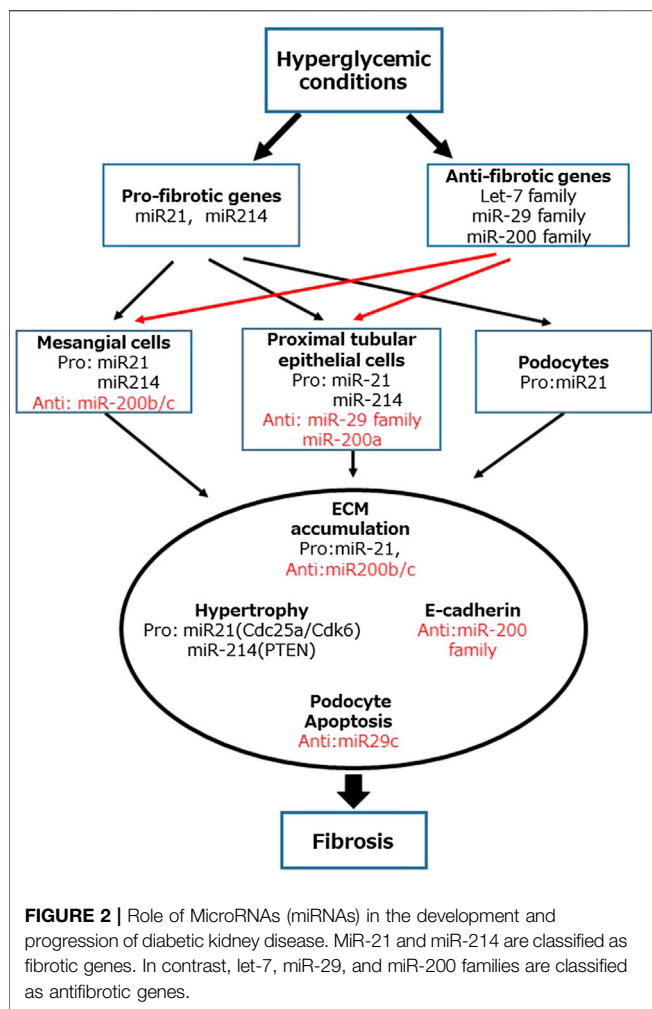 Hyperglycemic
conditions
Pro-fibrotic genes
miR21, miR214
Anti-fibrotic genes
Let-7 family
miR-29 family
miR-200 family
Mesangial cells
Pro: miR21
miR214
Anti: miR-200b/c
Proximal tubular
epithelial cells
Pro: miR-21
miR-214
Anti: miR-29 family
miR-200a
Podocytes
Pro:miR21
ECM
accumulation
Pro:miR-21,
Anti:miR200b/c
Hypertrophy
Pro: miR21(Cdc25a/Cdk6)
miR-214(PTEN)
E-cadherin
Anti:miR-200
family
Podocyte
Apoptosis
Anti:miR29c
Fibrosis
FIGURE 2 | Role of MicroRNAs (miRNAs) in the development and
progression of diabetic kidney disease. MiR-21 and miR-214 are classified as
fibrotic genes. In contrast, let-7, miR-29, and miR-200 families are classified
as antifibrotic genes.